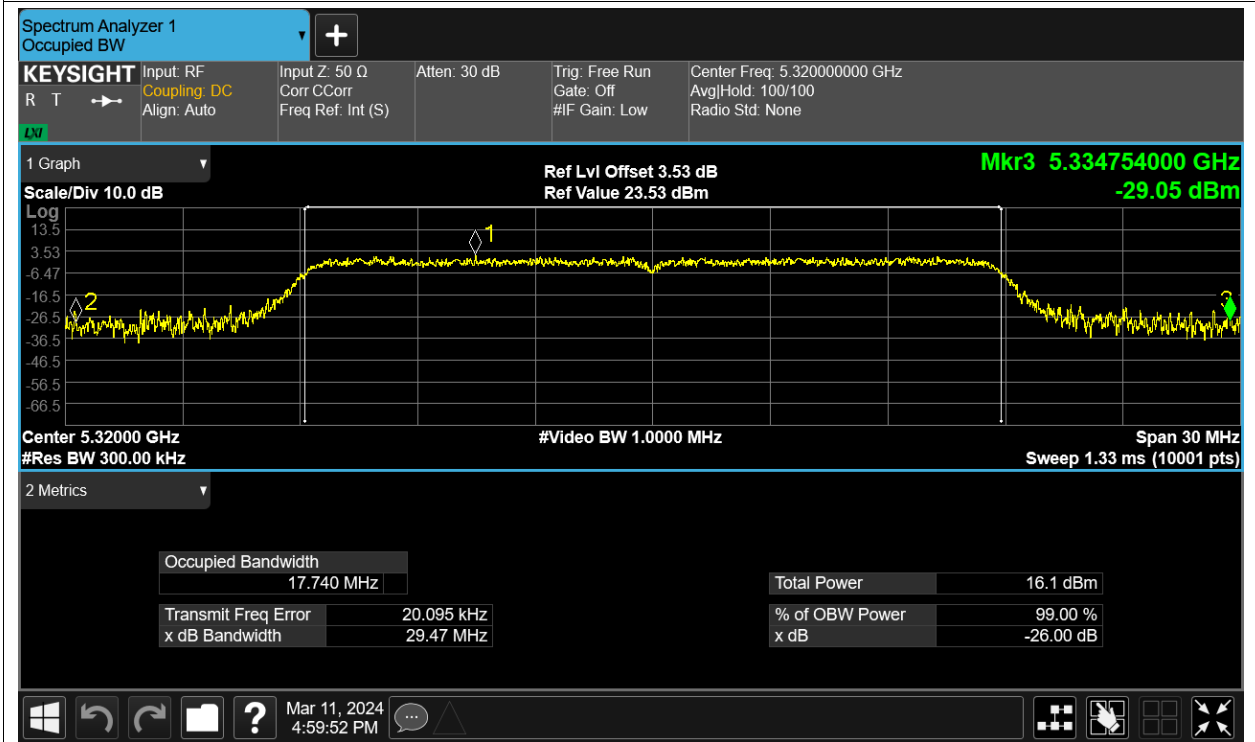 Spectrum Analyzer 1
Occupied BW
+
KEYSIGHT
R T
LXI
Input: RF
Coupling: DC
Align: Auto
Input Z: 50 Ω
Corr CCorr
Freq Ref: Int (S)
Atten: 30 dB
Trig: Free Run
Gate: Off
#IF Gain: Low
Center Freq: 5.320000000 GHz
Avg|Hold: 100/100
Radio Std: None
1 Graph
Scale/Div 10.0 dB
Ref Lvl Offset 3.53 dB
Ref Value 23.53 dBm
Mkr3 5.334754000 GHz
-29.05 dBm
Log
13.5
3.53
-6.47
-16.5
-26.5
-36.5
-46.5
-56.5
-66.5
1
2
3
Center 5.32000 GHz
#Video BW 1.0000 MHz
Span 30 MHz
#Res BW 300.00 kHz
Sweep 1.33 ms (10001 pts)
2 Metrics
Occupied Bandwidth
17.740 MHz
Transmit Freq Error 20.095 kHz
x dB Bandwidth 29.47 MHz
Total Power 16.1 dBm
% of OBW Power 99.00 %
x dB -26.00 dB
?
Mar 11, 2024
4:59:52 PM